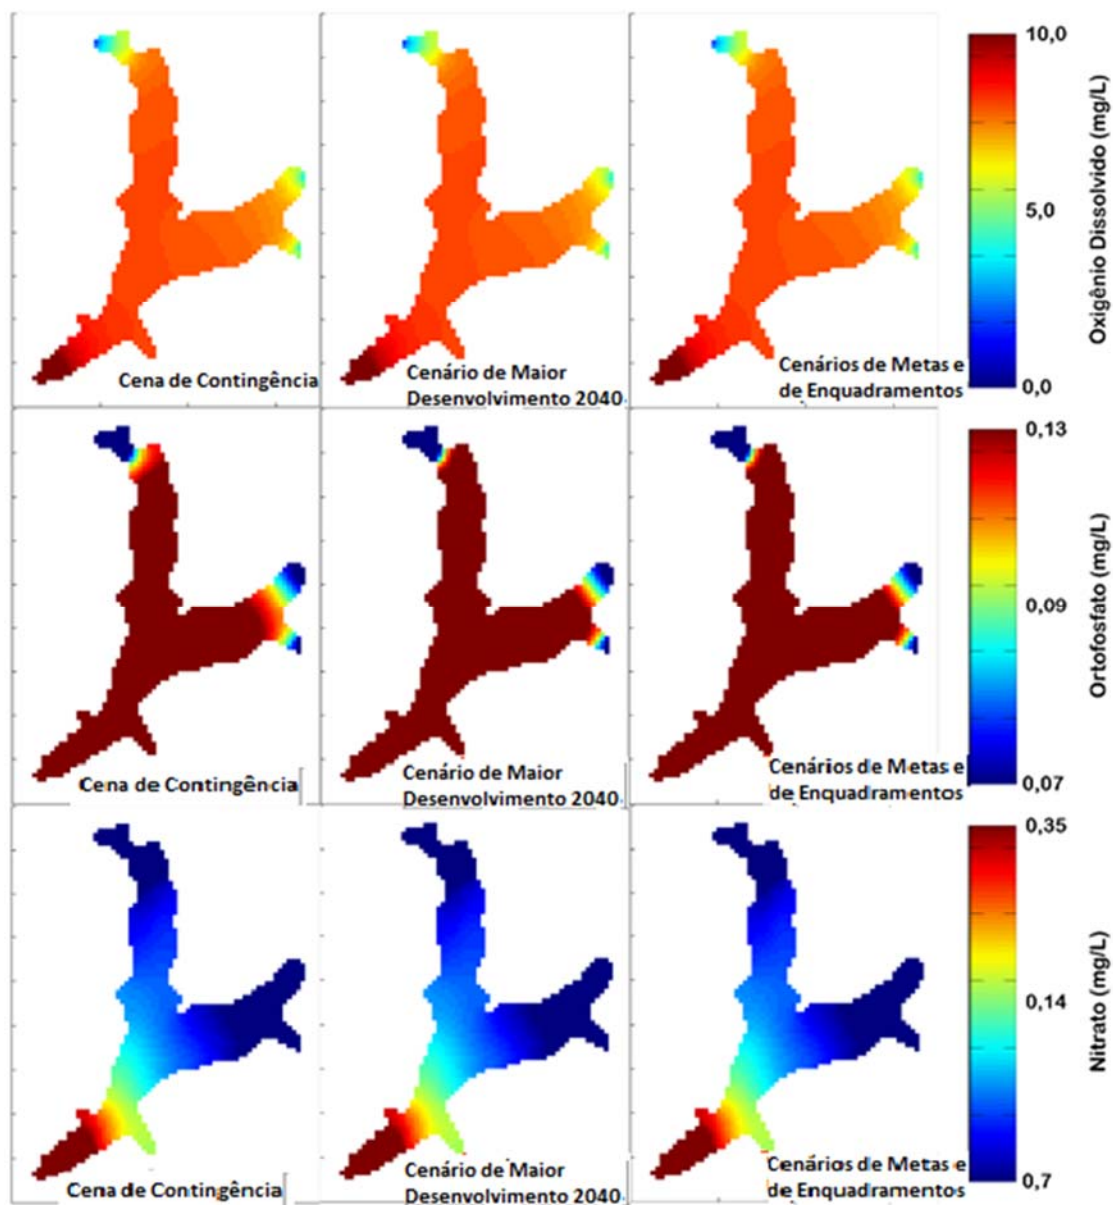 10,0
5,0
0,0
Oxigênio Dissolvido (mg/L)
Cena de Contingência
Cenário de Maior
Desenvolvimento 2040
Cenários de Metas e
de Enquadramentos
0,13
0,09
0,07
Ortofosfato (mg/L)
Cena de Contingência
Cenário de Maior
Desenvolvimento 2040
Cenários de Metas e
de Enquadramentos
0,35
0,14
0,7
Nitrato (mg/L)
Cena de Contingência
Cenário de Maior
Desenvolvimento 2040
Cenários de Metas e
de Enquadramentos